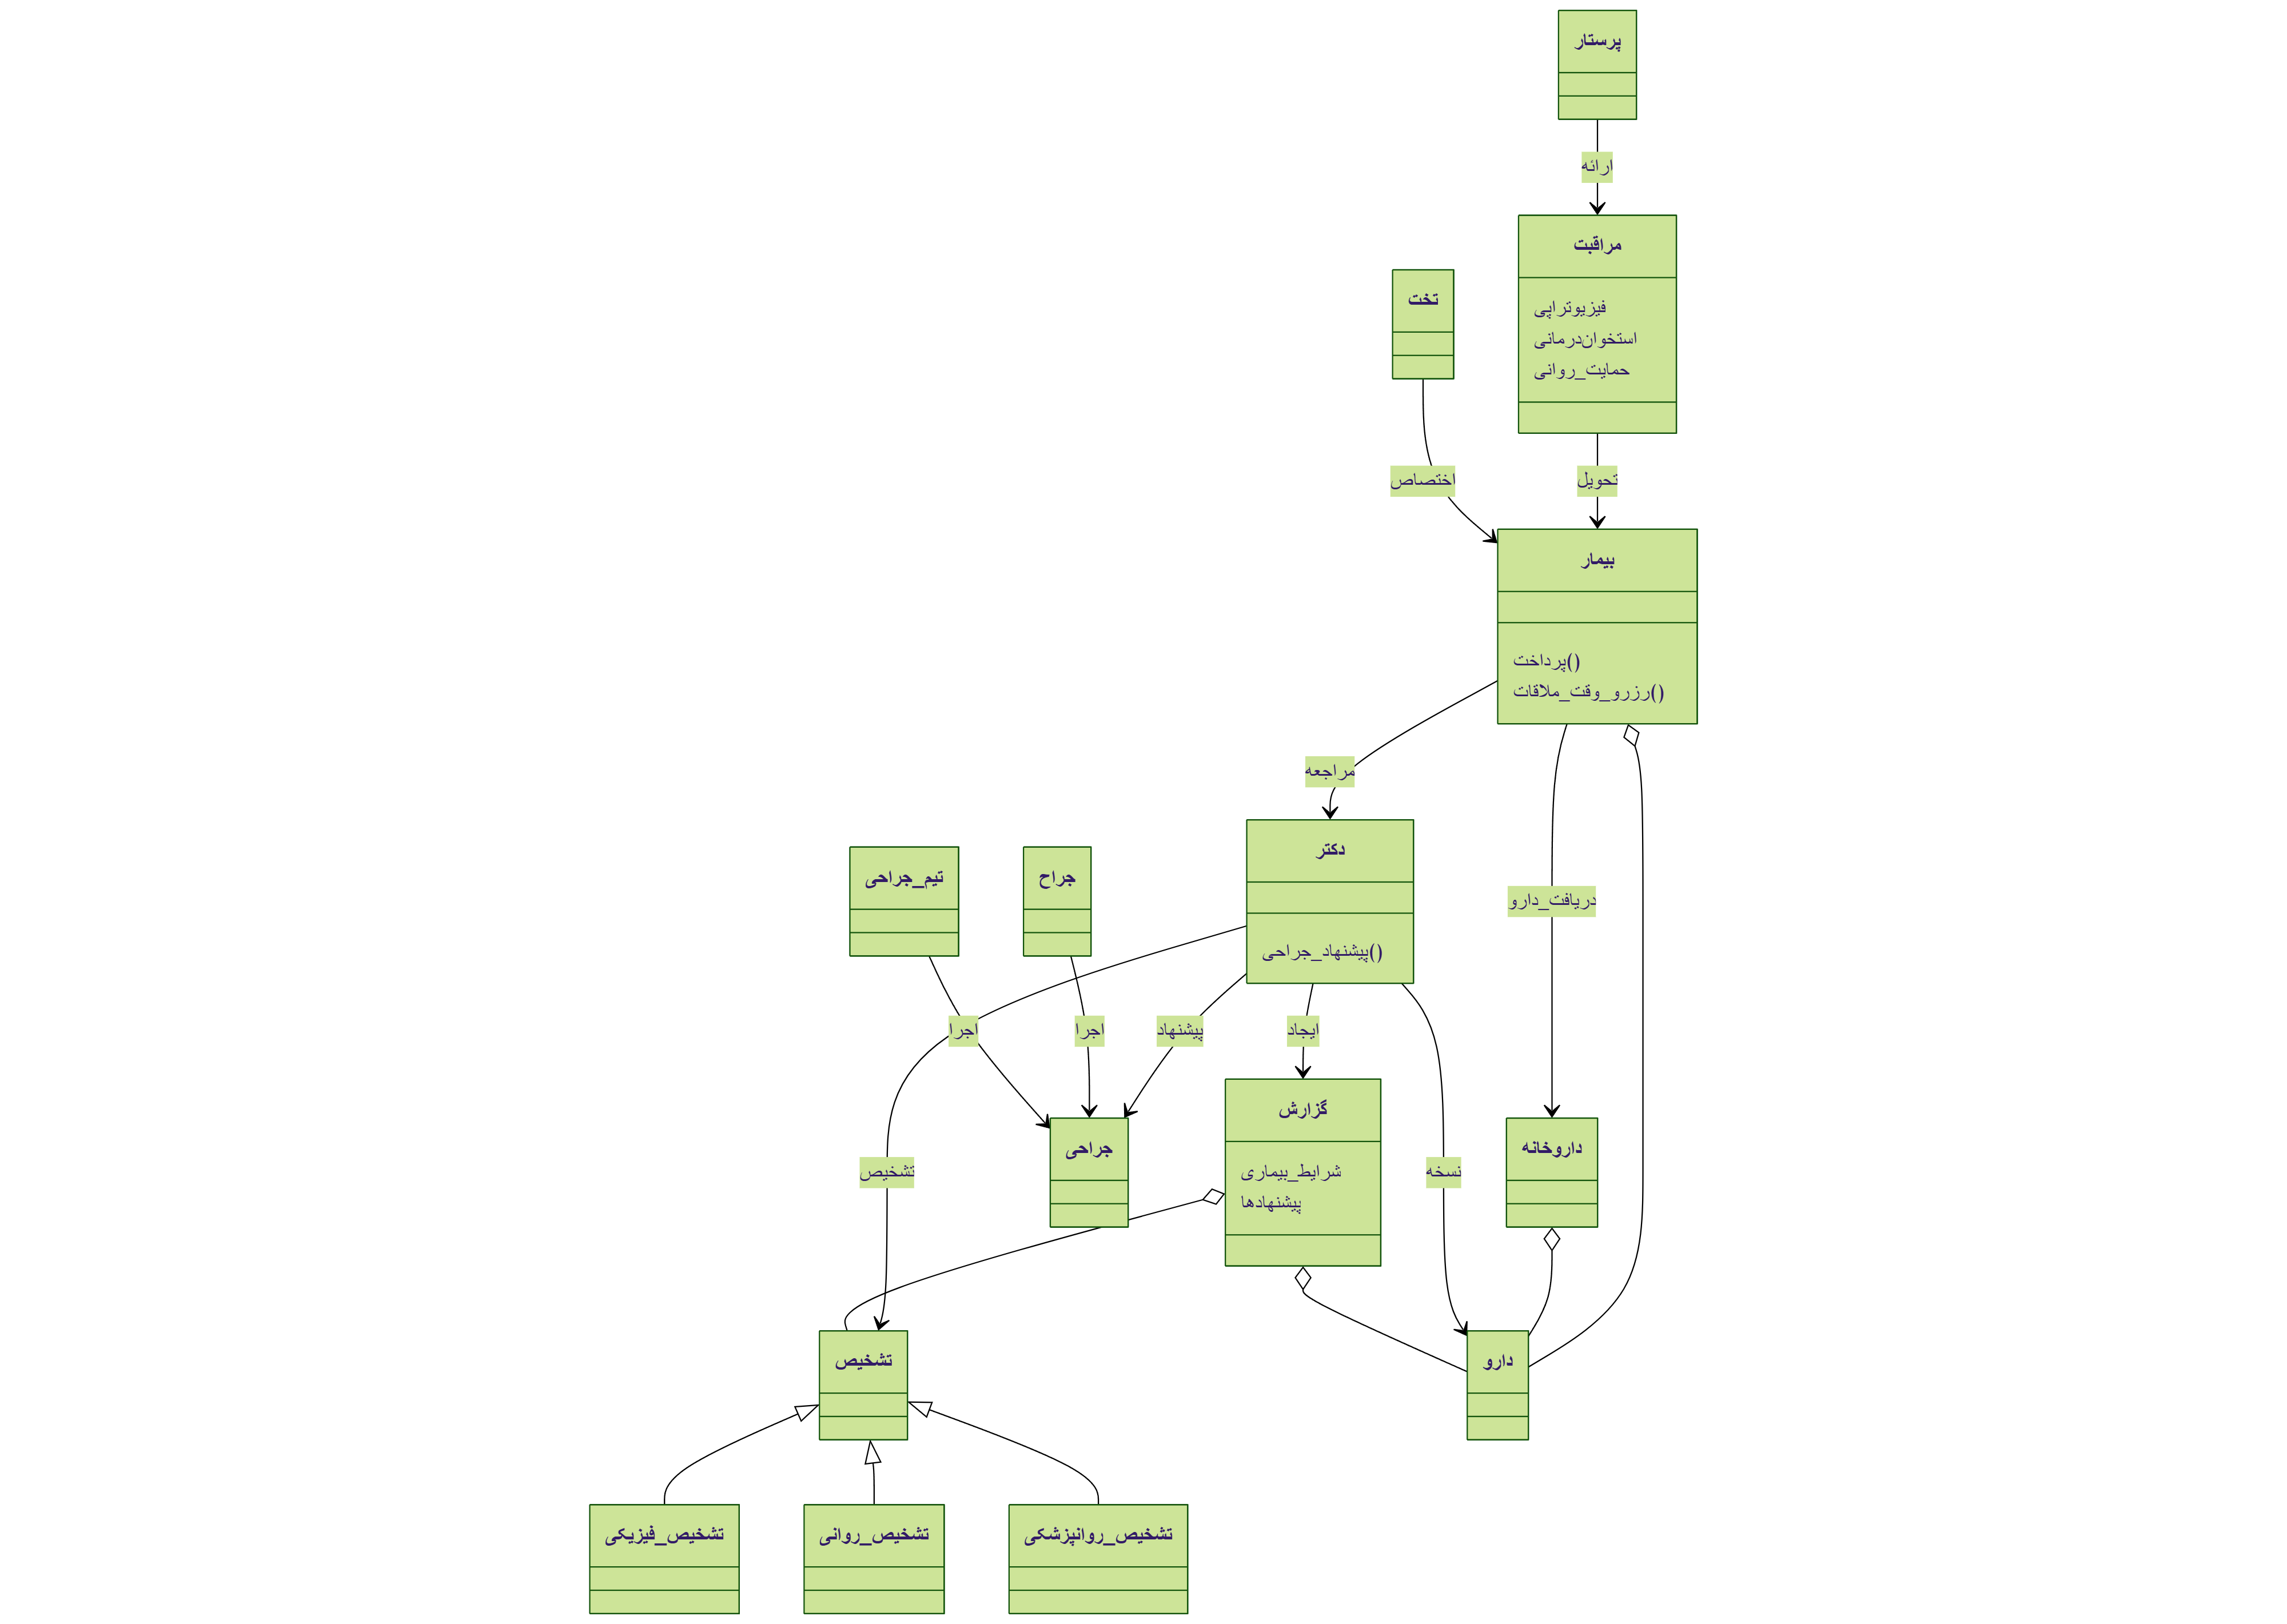 پرستار
ارائه
مراقبت
فیزیوتراپی
استخوان‌درمانی
حمایت_روانی
تخت
اختصاص
تحویل
بیمار
پرداخت()
رزرو_وقت_ملاقات()
مراجعه
دکتر
پیشنهاد_جراحی()
تیم_جراحی
جراح
دریافت_دارو
اجرا
اجرا
پیشنهاد
ایجاد
گزارش
شرایط_بیماری
پیشنهادها
جراحی
داروخانه
تشخیص
نسخه
تشخیص
دارو
تشخیص_فیزیکی
تشخیص_روانی
تشخیص_روانپزشکی